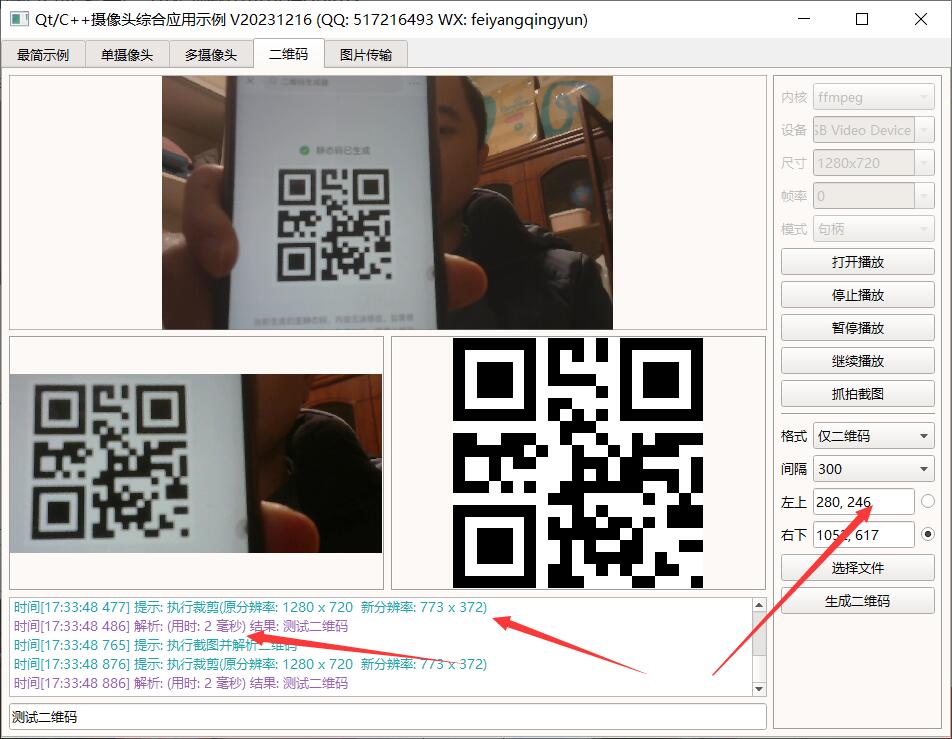 Qt/C++摄像头综合应用示例 V20231216 (QQ: 517216493 WX: feiyangqingyun)
最简示例 单摄像头 多摄像头 二维码 图片传输
二维码生成器
静态码已生成
内核 ffmpeg
设备 SB Video Device
尺寸 1280x720
帧率 0
模式 句柄
打开播放
停止播放
暂停播放
继续播放
抓拍截图
格式 仅二维码
间隔 300
左上 280, 246
右下 1052, 617
选择文件
生成二维码
时间[17:33:48 477] 提示: 执行裁剪(原分辨率: 1280 x 720 新分辨率: 773 x 372)
时间[17:33:48 486] 解析: (用时: 2 毫秒) 结果: 测试二维码
时间[17:33:48 765] 提示: 执行截图并解析二维码
时间[17:33:48 876] 提示: 执行裁剪(原分辨率: 1280 x 720 新分辨率: 773 x 372)
时间[17:33:48 886] 解析: (用时: 2 毫秒) 结果: 测试二维码
测试二维码